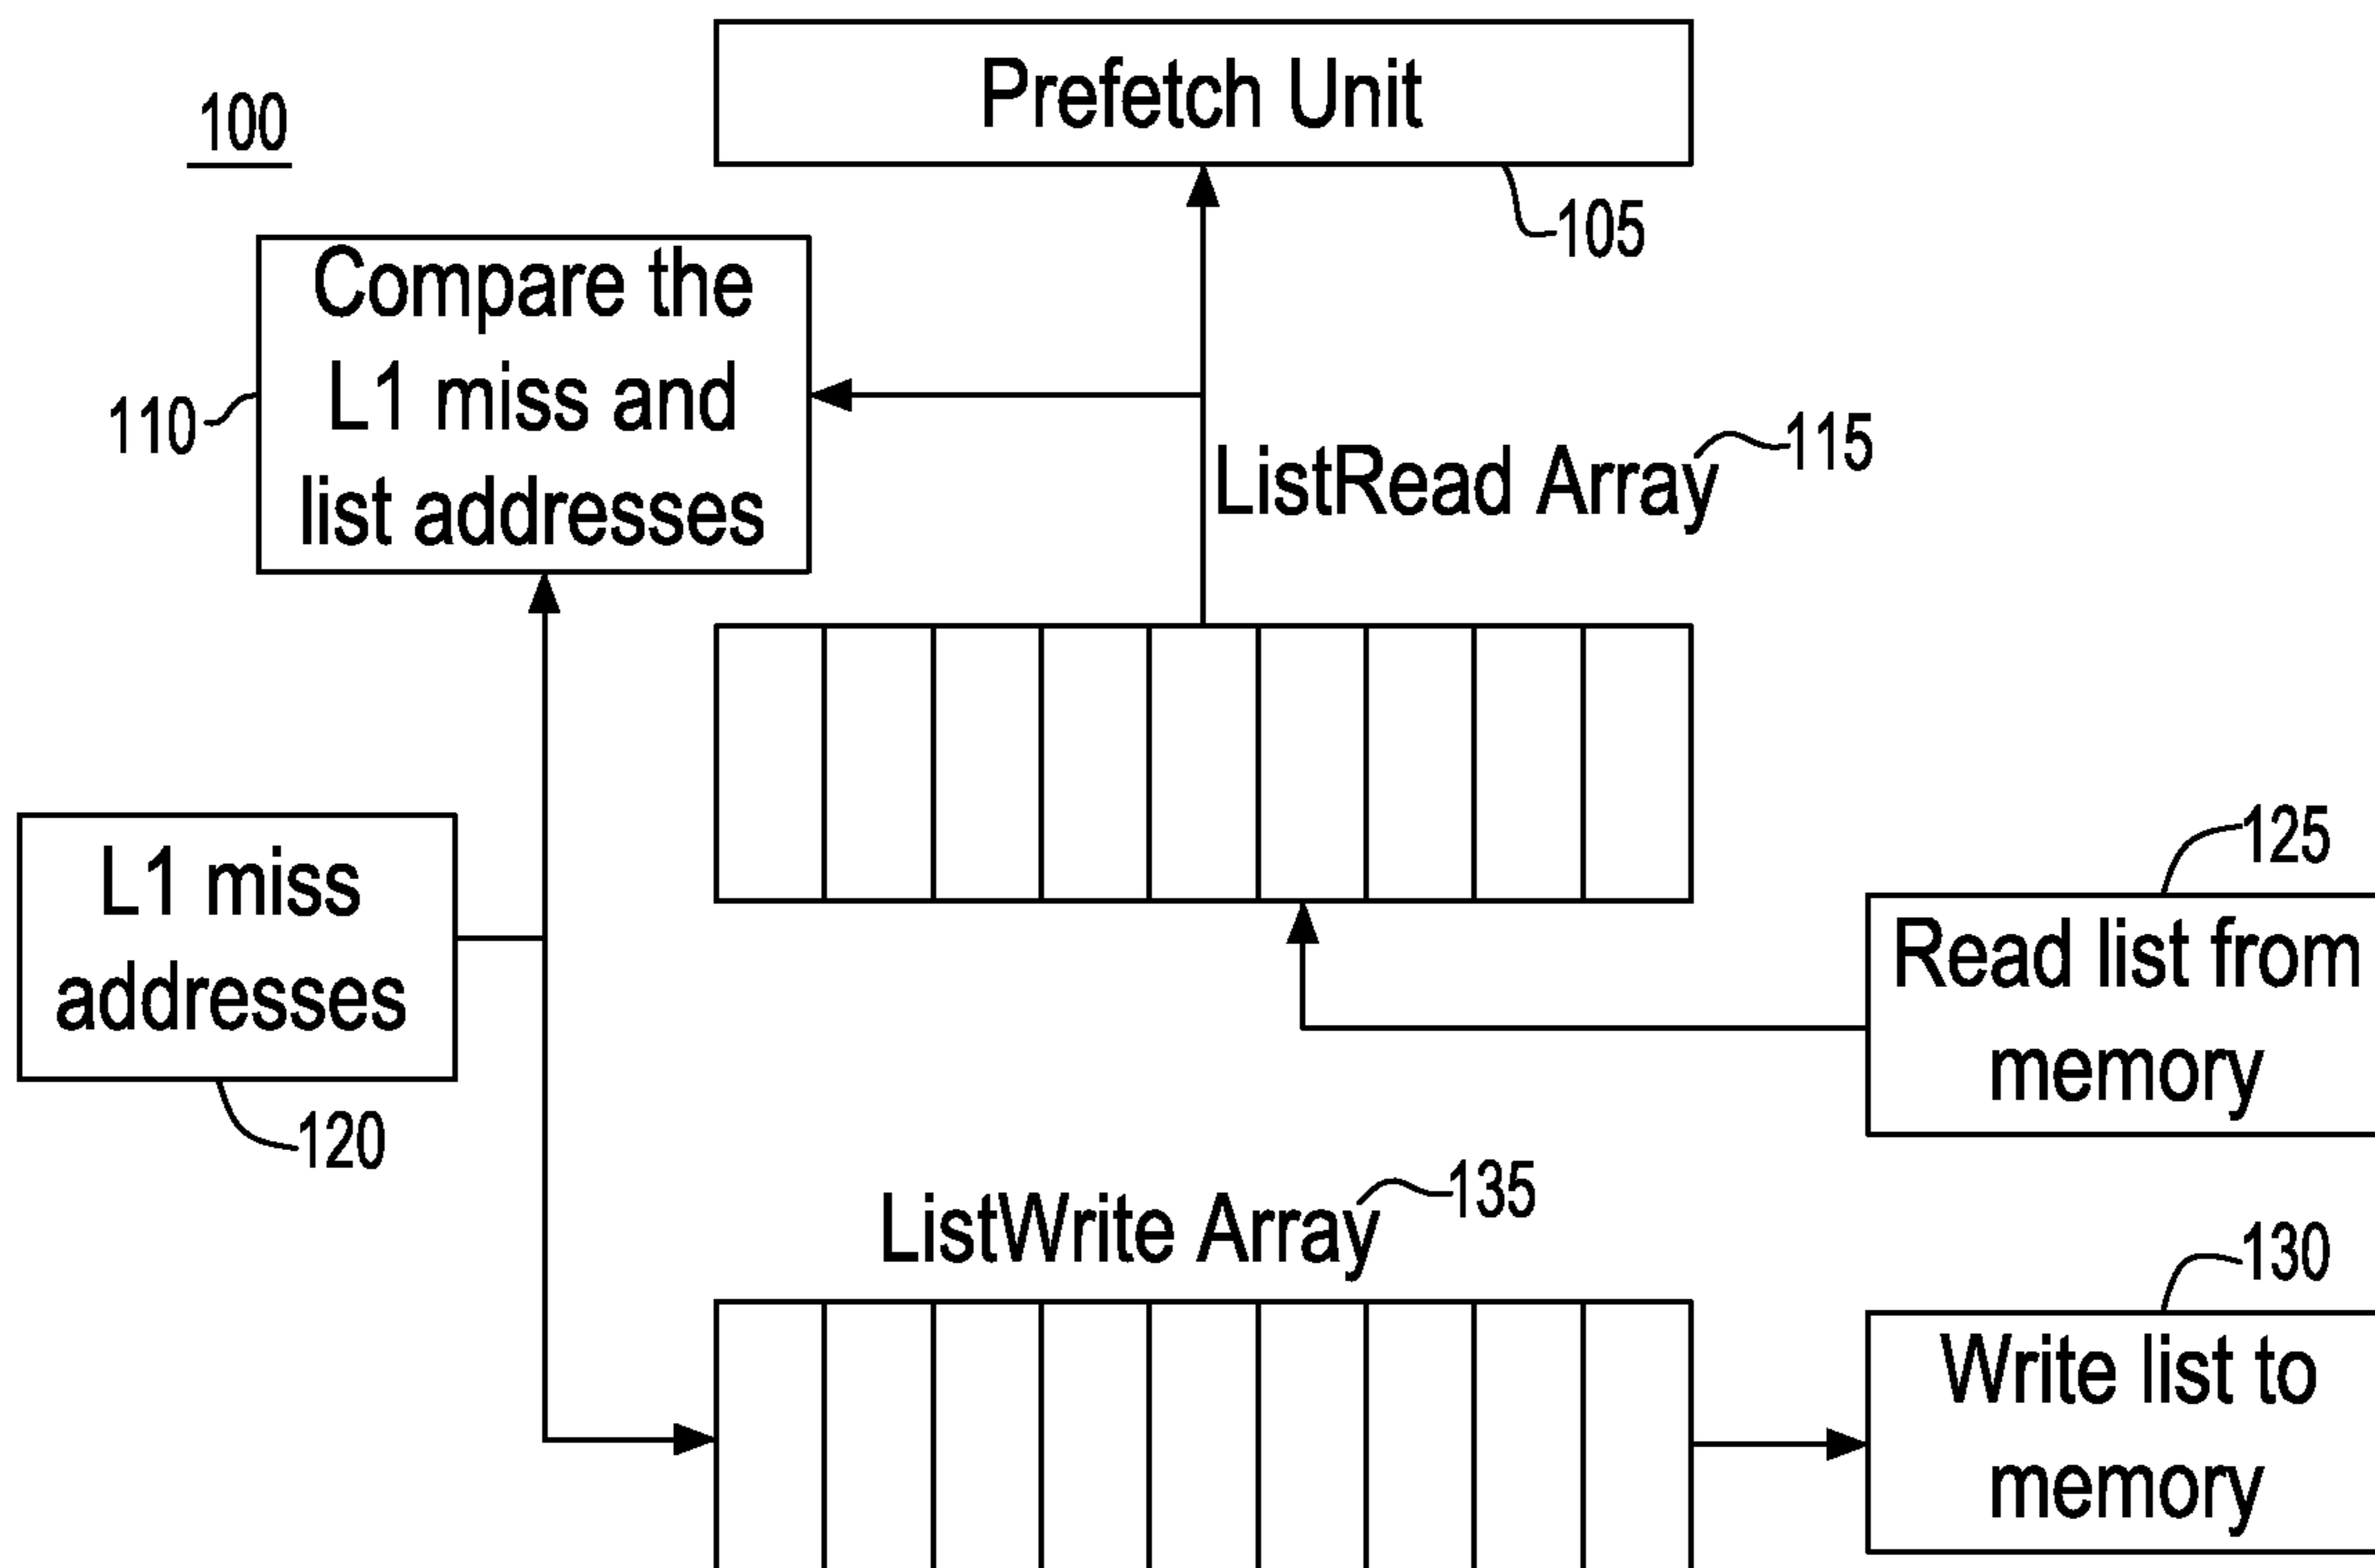 Prefetch Unit
100
105
Compare the
L1 miss and
list addresses
110
ListRead Array
115
L1 miss
addresses
120
125
Read list from
memory
ListWrite Array
135
130
Write list to
memory